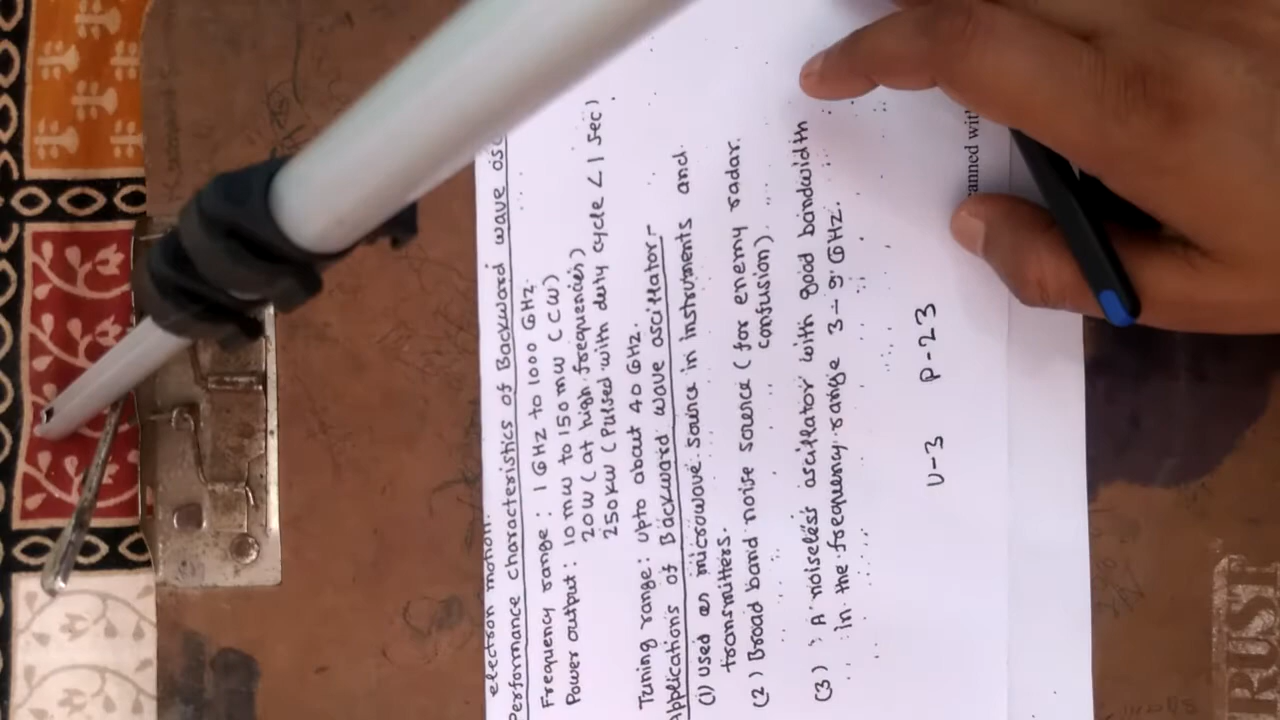 electron motion.
Performance characteristics of Backward wave osc
Frequency range : 1 GHz to 1000 GHz.
Power output : 10 mw to 150 mw (CW)
20 W (at high frequencies)
250 KW (Pulsed with duty cycle < 1 sec)
Tuning range : upto about 40 GHz.
Applications of Backward wave oscillator:-
(1) Used as microwave source in instruments and
transmitters.
(2) Broad band noise source (for enemy radar
confusion).
(3) A noiseless oscillator with good bandwidth
in the frequency range 3-9 GHz.
U-3 P-23
anned wit
RUSI